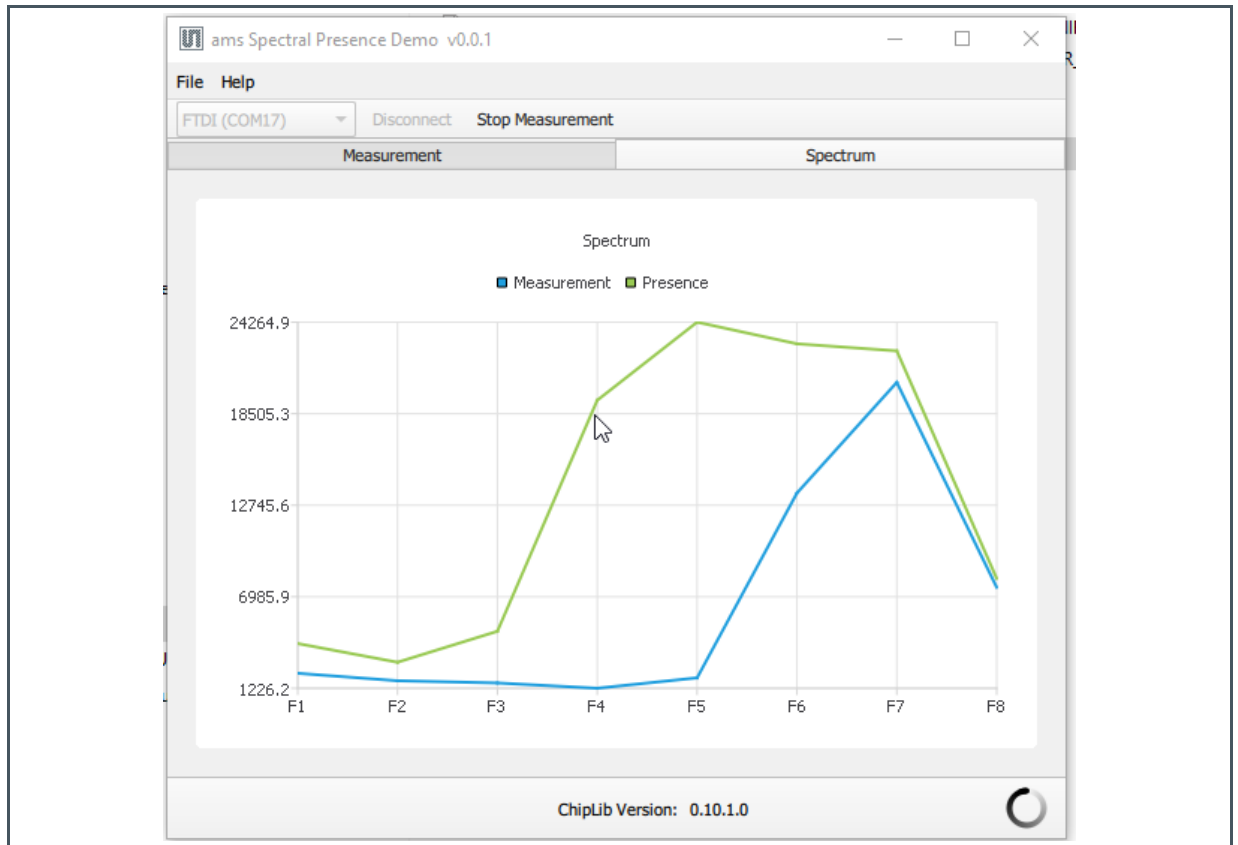 ams Spectral Presence Demo v0.0.1
File Help
FTDI (COM17) Disconnect Stop Measurement
Measurement Spectrum
Spectrum
Measurement Presence
24264.9
18505.3
12745.6
6985.9
1226.2
F1 F2 F3 F4 F5 F6 F7 F8
ChipLib Version: 0.10.1.0